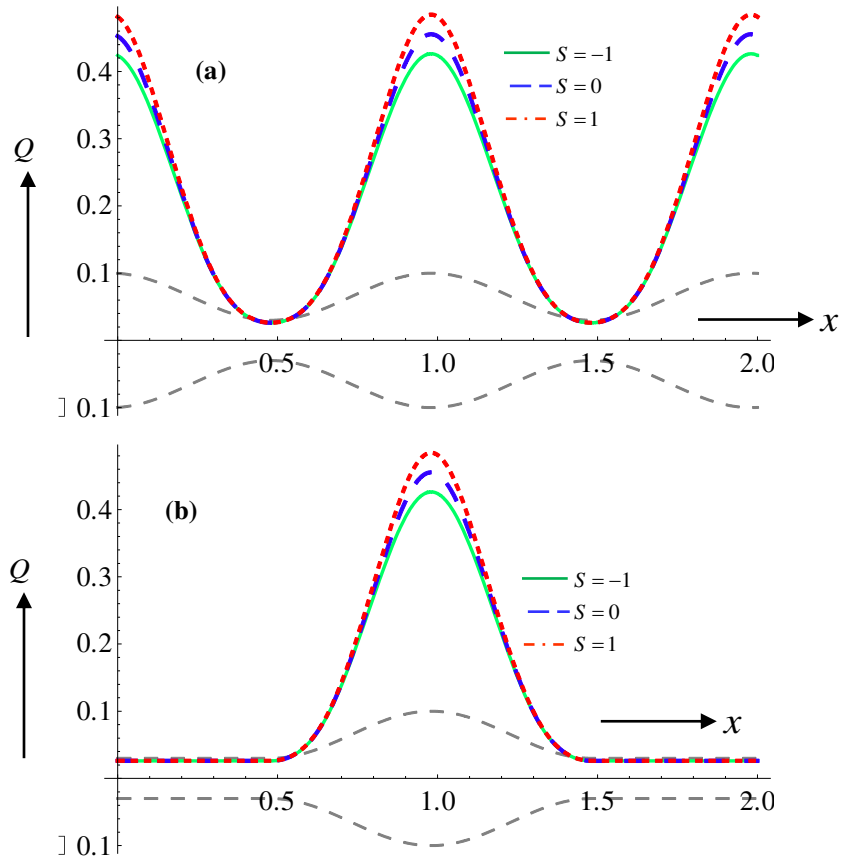 (a)
S = −1
S = 0
S = 1
Q
0.4
0.3
0.2
0.1
x
0.5
1.0
1.5
2.0
] 0.1
(b)
S = −1
S = 0
S = 1
Q
0.4
0.3
0.2
0.1
x
0.5
1.0
1.5
2.0
] 0.1